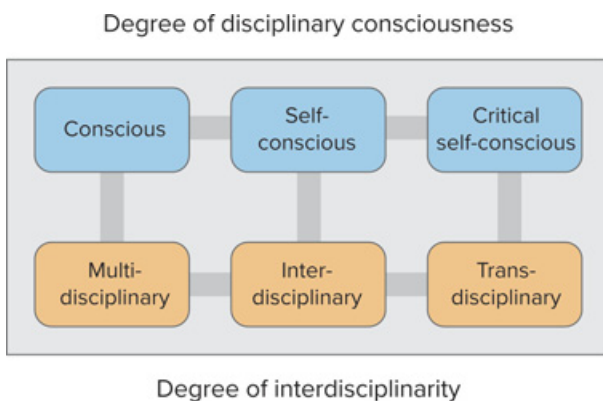 Degree of disciplinary consciousness
Conscious
Self-
conscious
Critical
self-conscious
Multi-
disciplinary
Inter-
disciplinary
Trans-
disciplinary
Degree of interdisciplinarity